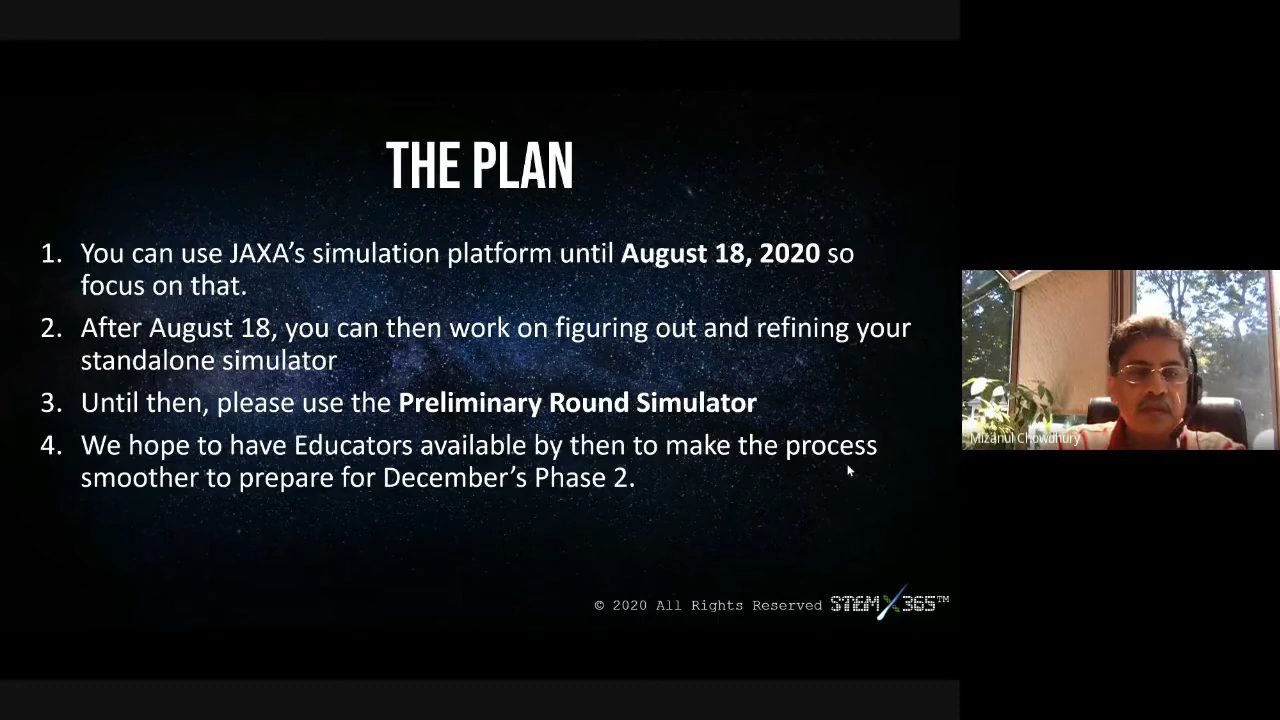 THE PLAN
1. You can use JAXA’s simulation platform until August 18, 2020 so
focus on that.
2. After August 18, you can then work on figuring out and refining your
standalone simulator
3. Until then, please use the Preliminary Round Simulator
4. We hope to have Educators available by then to make the process
smoother to prepare for December’s Phase 2.
Mizanul Chowdhury
© 2020 All Rights Reserved STEMX365™